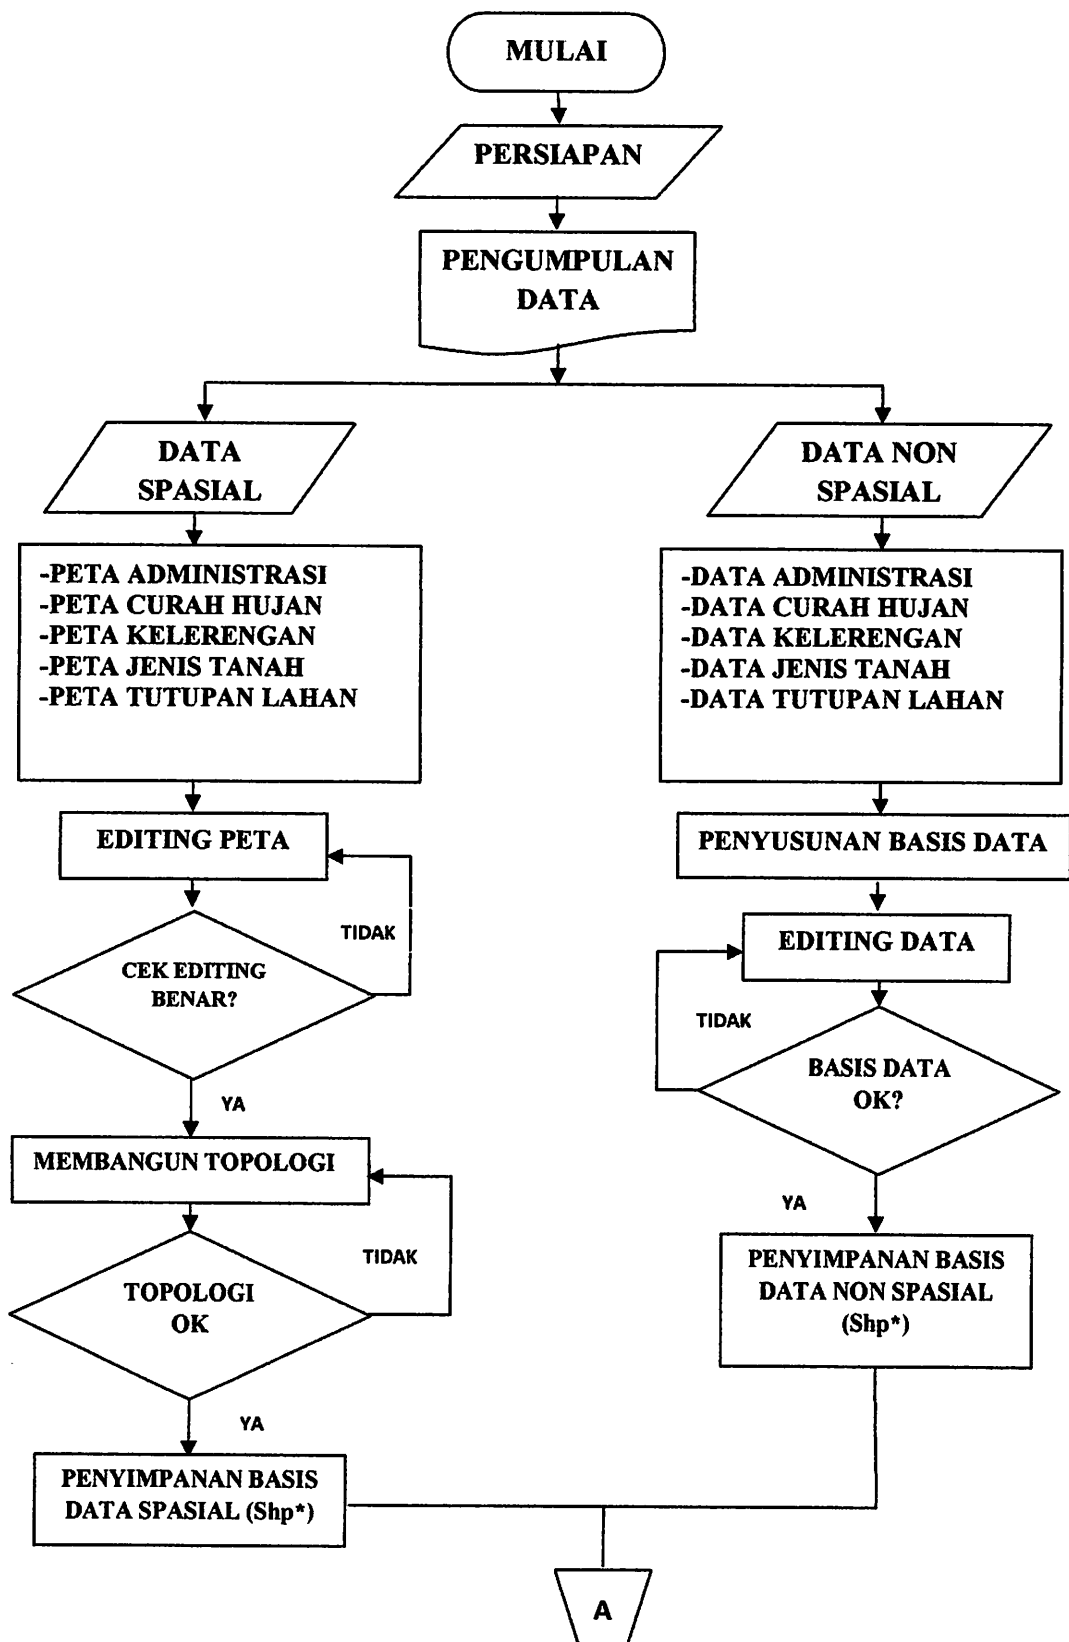 MULAI
PERSIAPAN
PENGUMPULAN
DATA
DATA
SPASIAL
-PETA ADMINISTRASI
-PETA CURAH HUJAN
-PETA KELERENGAN
-PETA JENIS TANAH
-PETA TUTUPAN LAHAN
EDITING PETA
TIDAK
CEK EDITING
BENAR?
YA
MEMBANGUN TOPOLOGI
TIDAK
TOPOLOGI
OK
YA
PENYIMPANAN BASIS
DATA SPASIAL (Shp*)
DATA NON
SPASIAL
-DATA ADMINISTRASI
-DATA CURAH HUJAN
-DATA KELERENGAN
-DATA JENIS TANAH
-DATA TUTUPAN LAHAN
PENYUSUNAN BASIS DATA
EDITING DATA
TIDAK
BASIS DATA
OK?
YA
PENYIMPANAN BASIS
DATA NON SPASIAL
(Shp*)
A